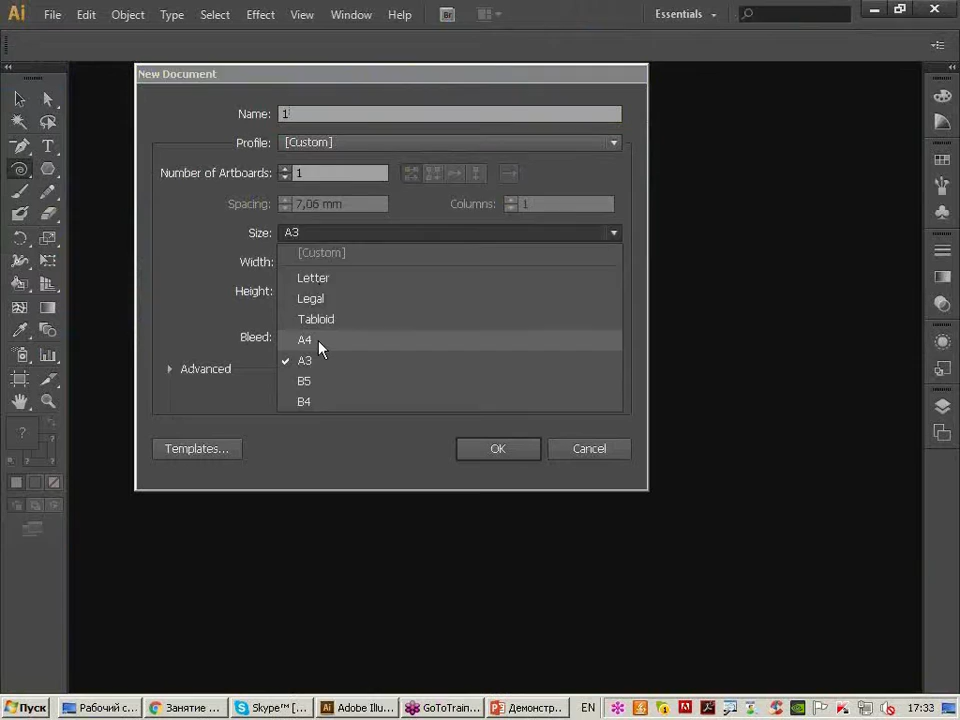 Ai File Edit Object Type Select Effect View Window Help Br Essentials
New Document
Name: 1
Profile: [Custom]
Number of Artboards: 1
Spacing: 7,06 mm Columns: 1
Size: A3
[Custom]
Width:
Letter
Height:
Legal
Tabloid
Bleed:
A4
A3
Advanced
B5
B4
Templates... OK Cancel
?
?
?
Пуск Рабочий с... Занятие ... Skype™ [... Adobe Illu... GoToTrain... Демонстр... EN 17:33